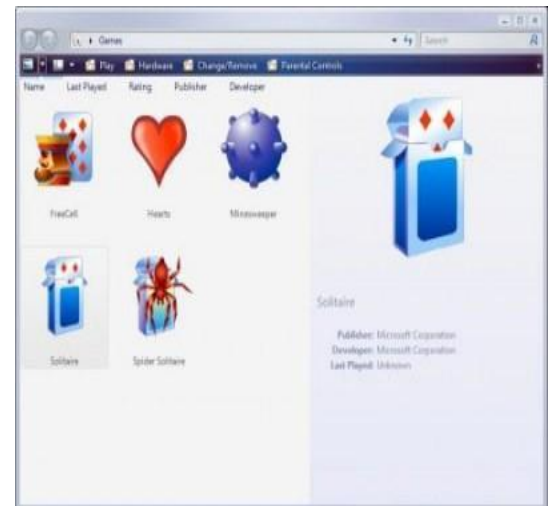 Games
Search
Play Hardware Change/Remove Parental Controls
Name Last Played Rating Publisher Developer
FreeCell
Hearts
Minesweeper
Solitaire
Spider Solitaire
Solitaire
Publisher: Microsoft Corporation
Developer: Microsoft Corporation
Last Played: Unknown